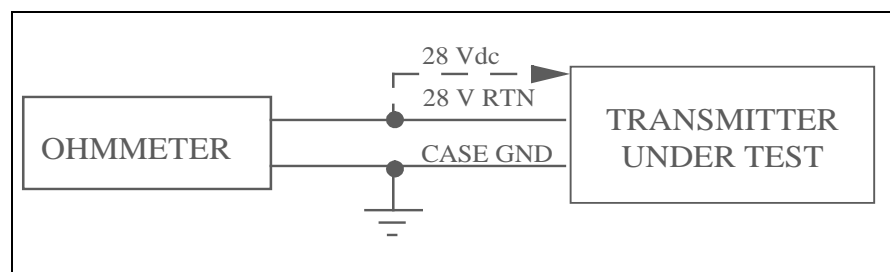 28 Vdc
28 V RTN
OHMMETER
CASE GND
TRANSMITTER
UNDER TEST